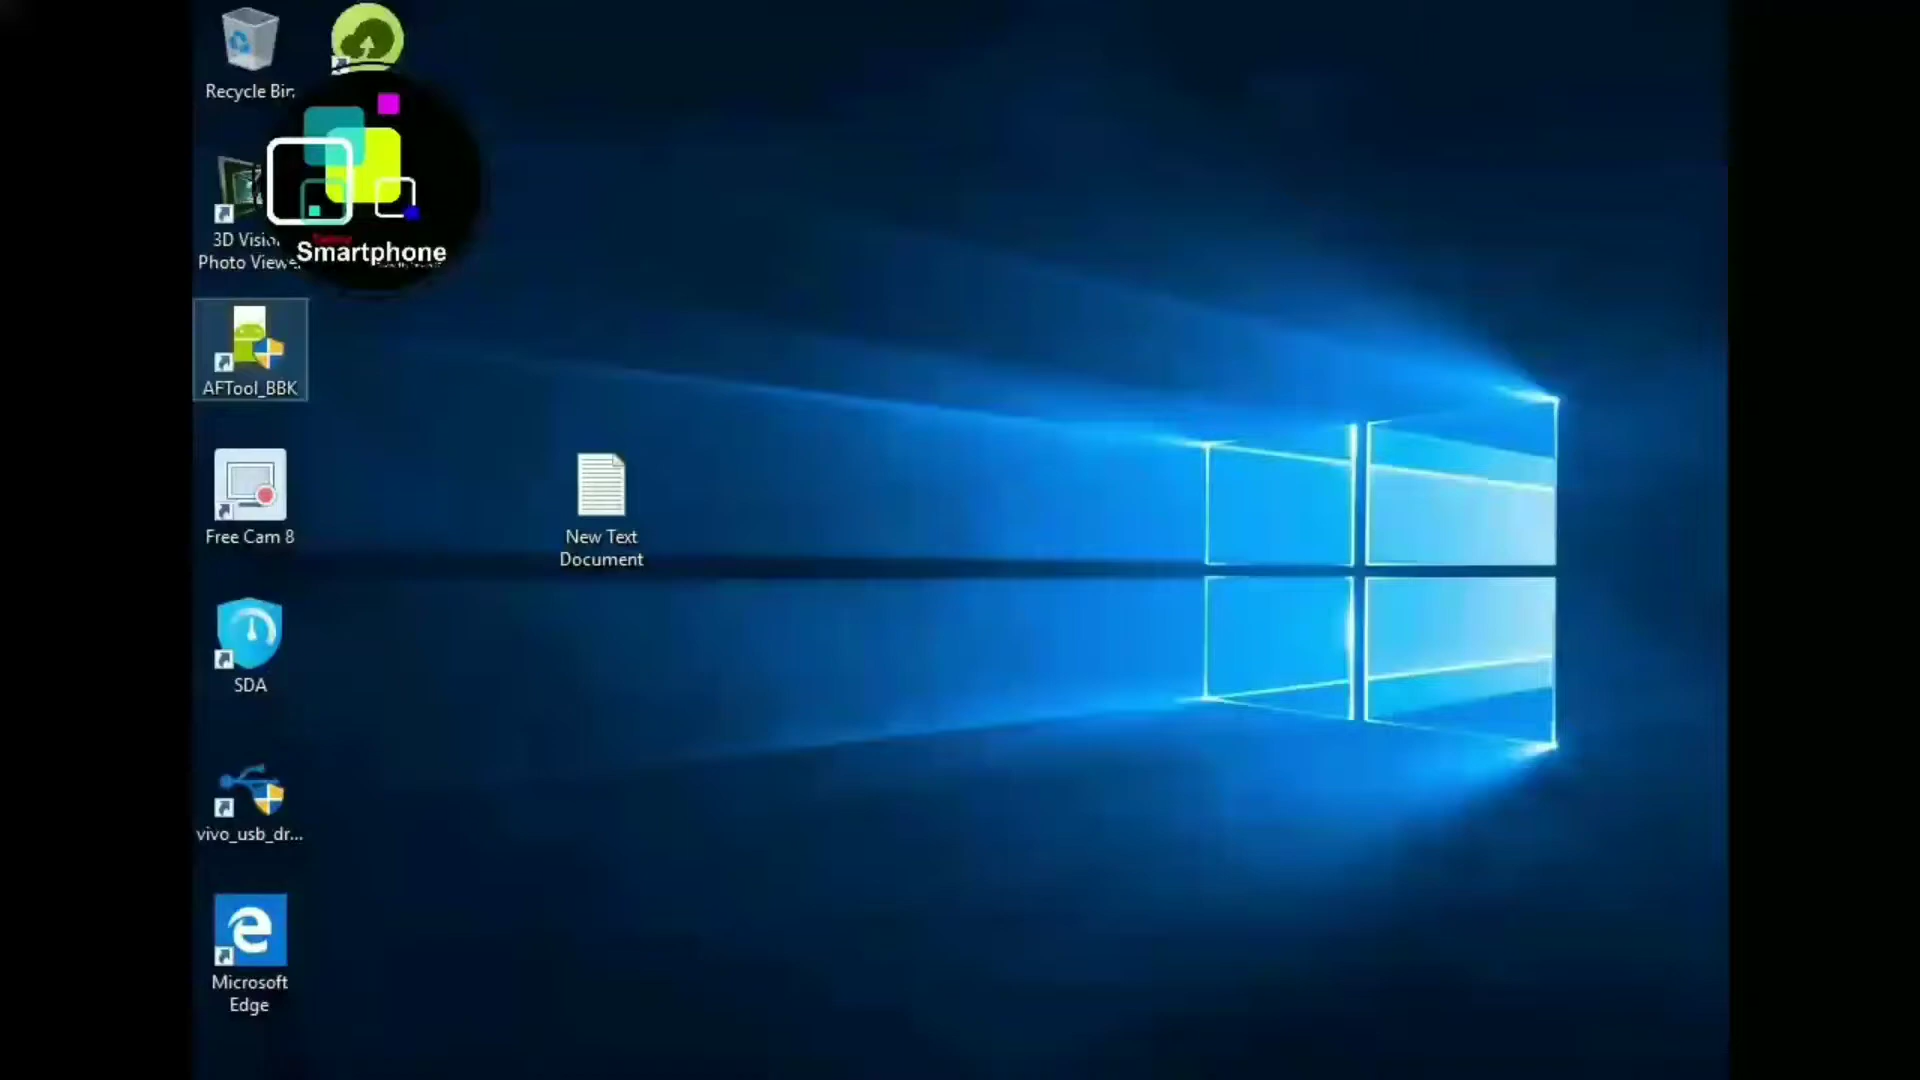 Recycle Bin
3D Vision
Photo Viewer
Smartphone
AFTool_BBK
Free Cam 8
New Text
Document
SDA
vivo_usb_dr...
Microsoft
Edge